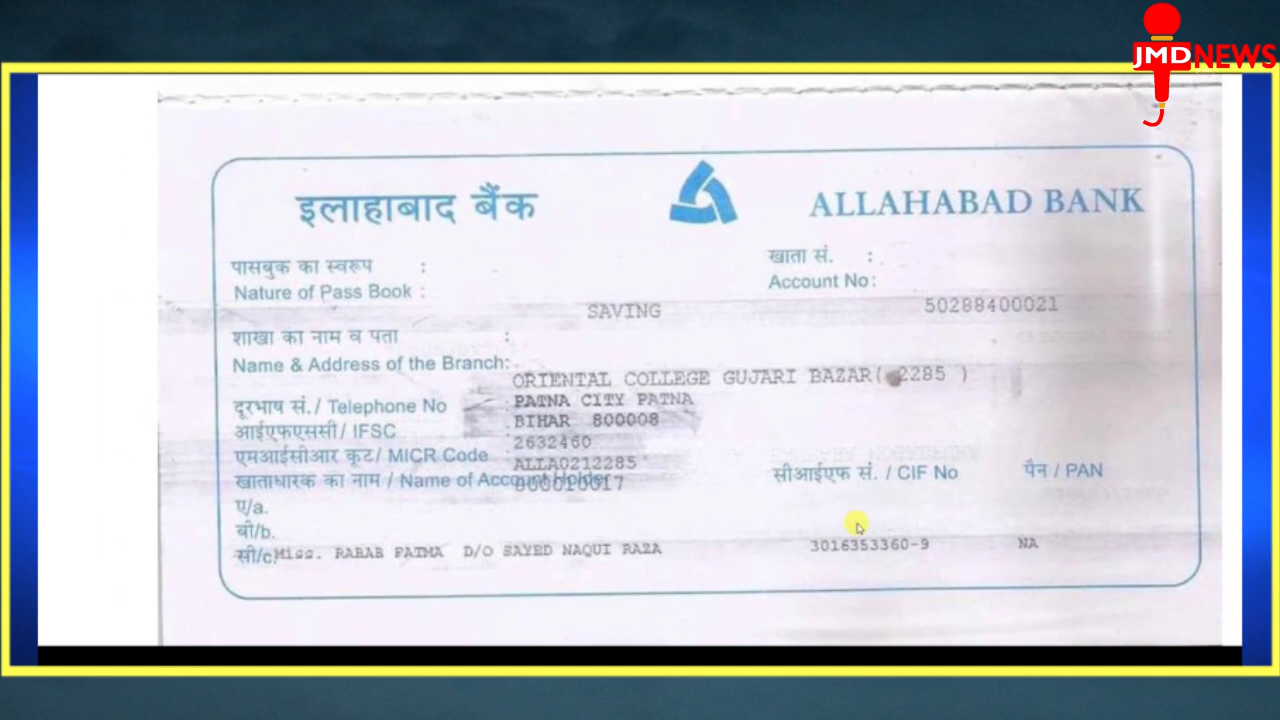 JMDNEWS
इलाहाबाद बैंक ALLAHABAD BANK
पासबुक का स्वरूप : खाता सं. :
Nature of Pass Book : Account No:
SAVING 50288400021
शाखा का नाम व पता :
Name & Address of the Branch:
ORIENTAL COLLEGE GUJARI BAZAR( 2285 )
PATNA CITY PATNA
दूरभाष सं./ Telephone No
BIHAR 800008
आईएफएससी/ IFSC
2632460
एमआईसीआर कूट/ MICR Code
ALLA0212285
खाताधारक का नाम / Name of Account Holder सीआईएफ सं. / CIF No पैन / PAN
800010017
ए/a.
बी/b.
सी/c. Miss. RABAB FATMA D/O SAYED NAQUI RAZA 3016353360-9 NA